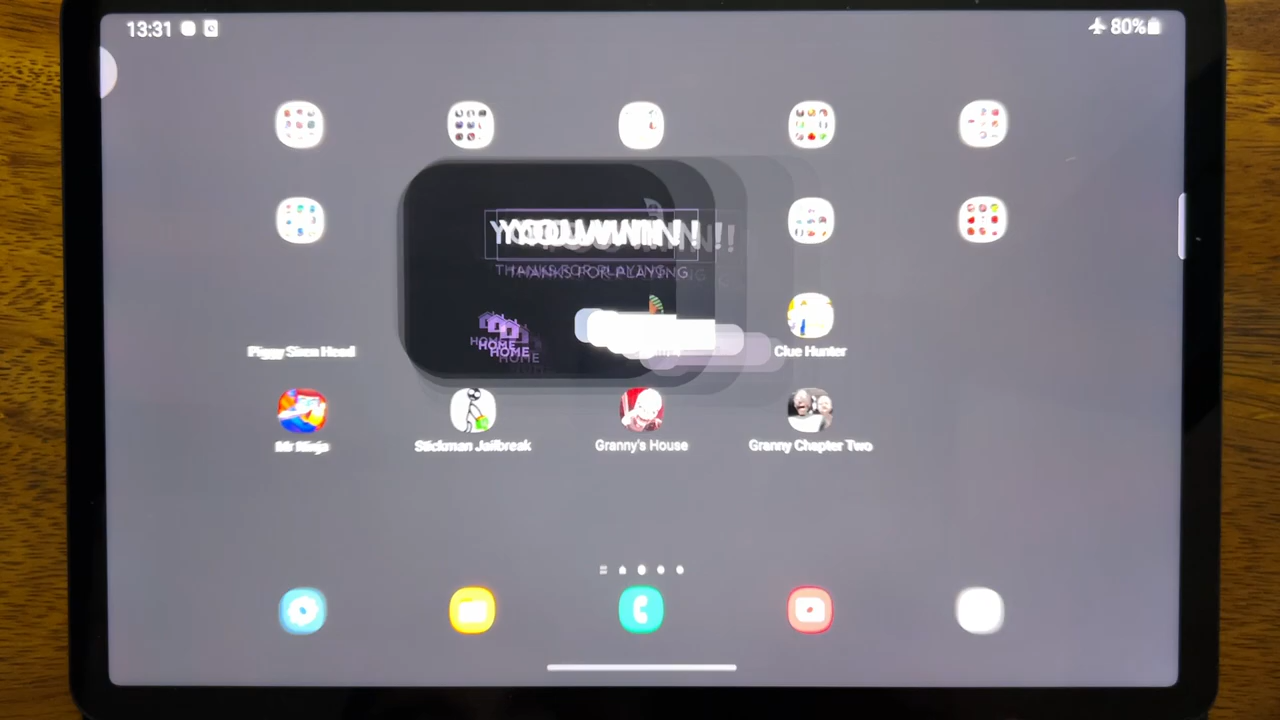 13:31
80%
YOU WIN!!
THANKS FOR PLAYING
HOME
Piggy Siren Head
Clue Hunter
Mr Ninja
Stickman Jailbreak
Granny's House
Granny Chapter Two